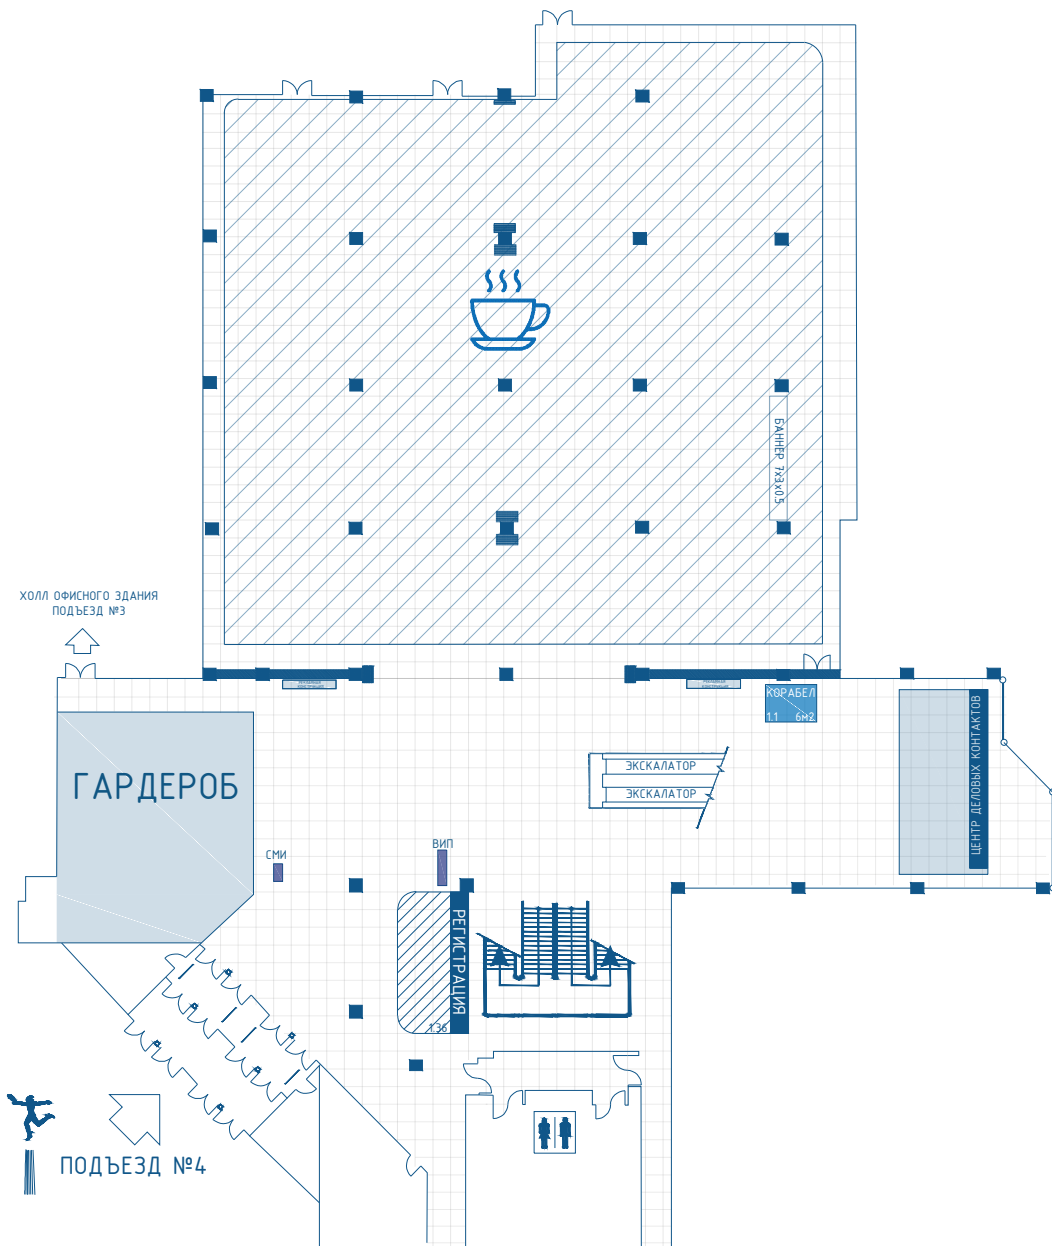 БАННЕР 7х3х0.5
ХОЛЛ ОФИСНОГО ЗДАНИЯ
ПОДЪЕЗД №3
КОРАБЕЛ
1.1 6м2
ГАРДЕРОБ
ЭКСКАЛАТОР
ЭКСКАЛАТОР
ЦЕНТР ДЕЛОВЫХ КОНТАКТОВ
СМИ
ВИП
РЕГИСТРАЦИЯ
1.36
ПОДЪЕЗД №4